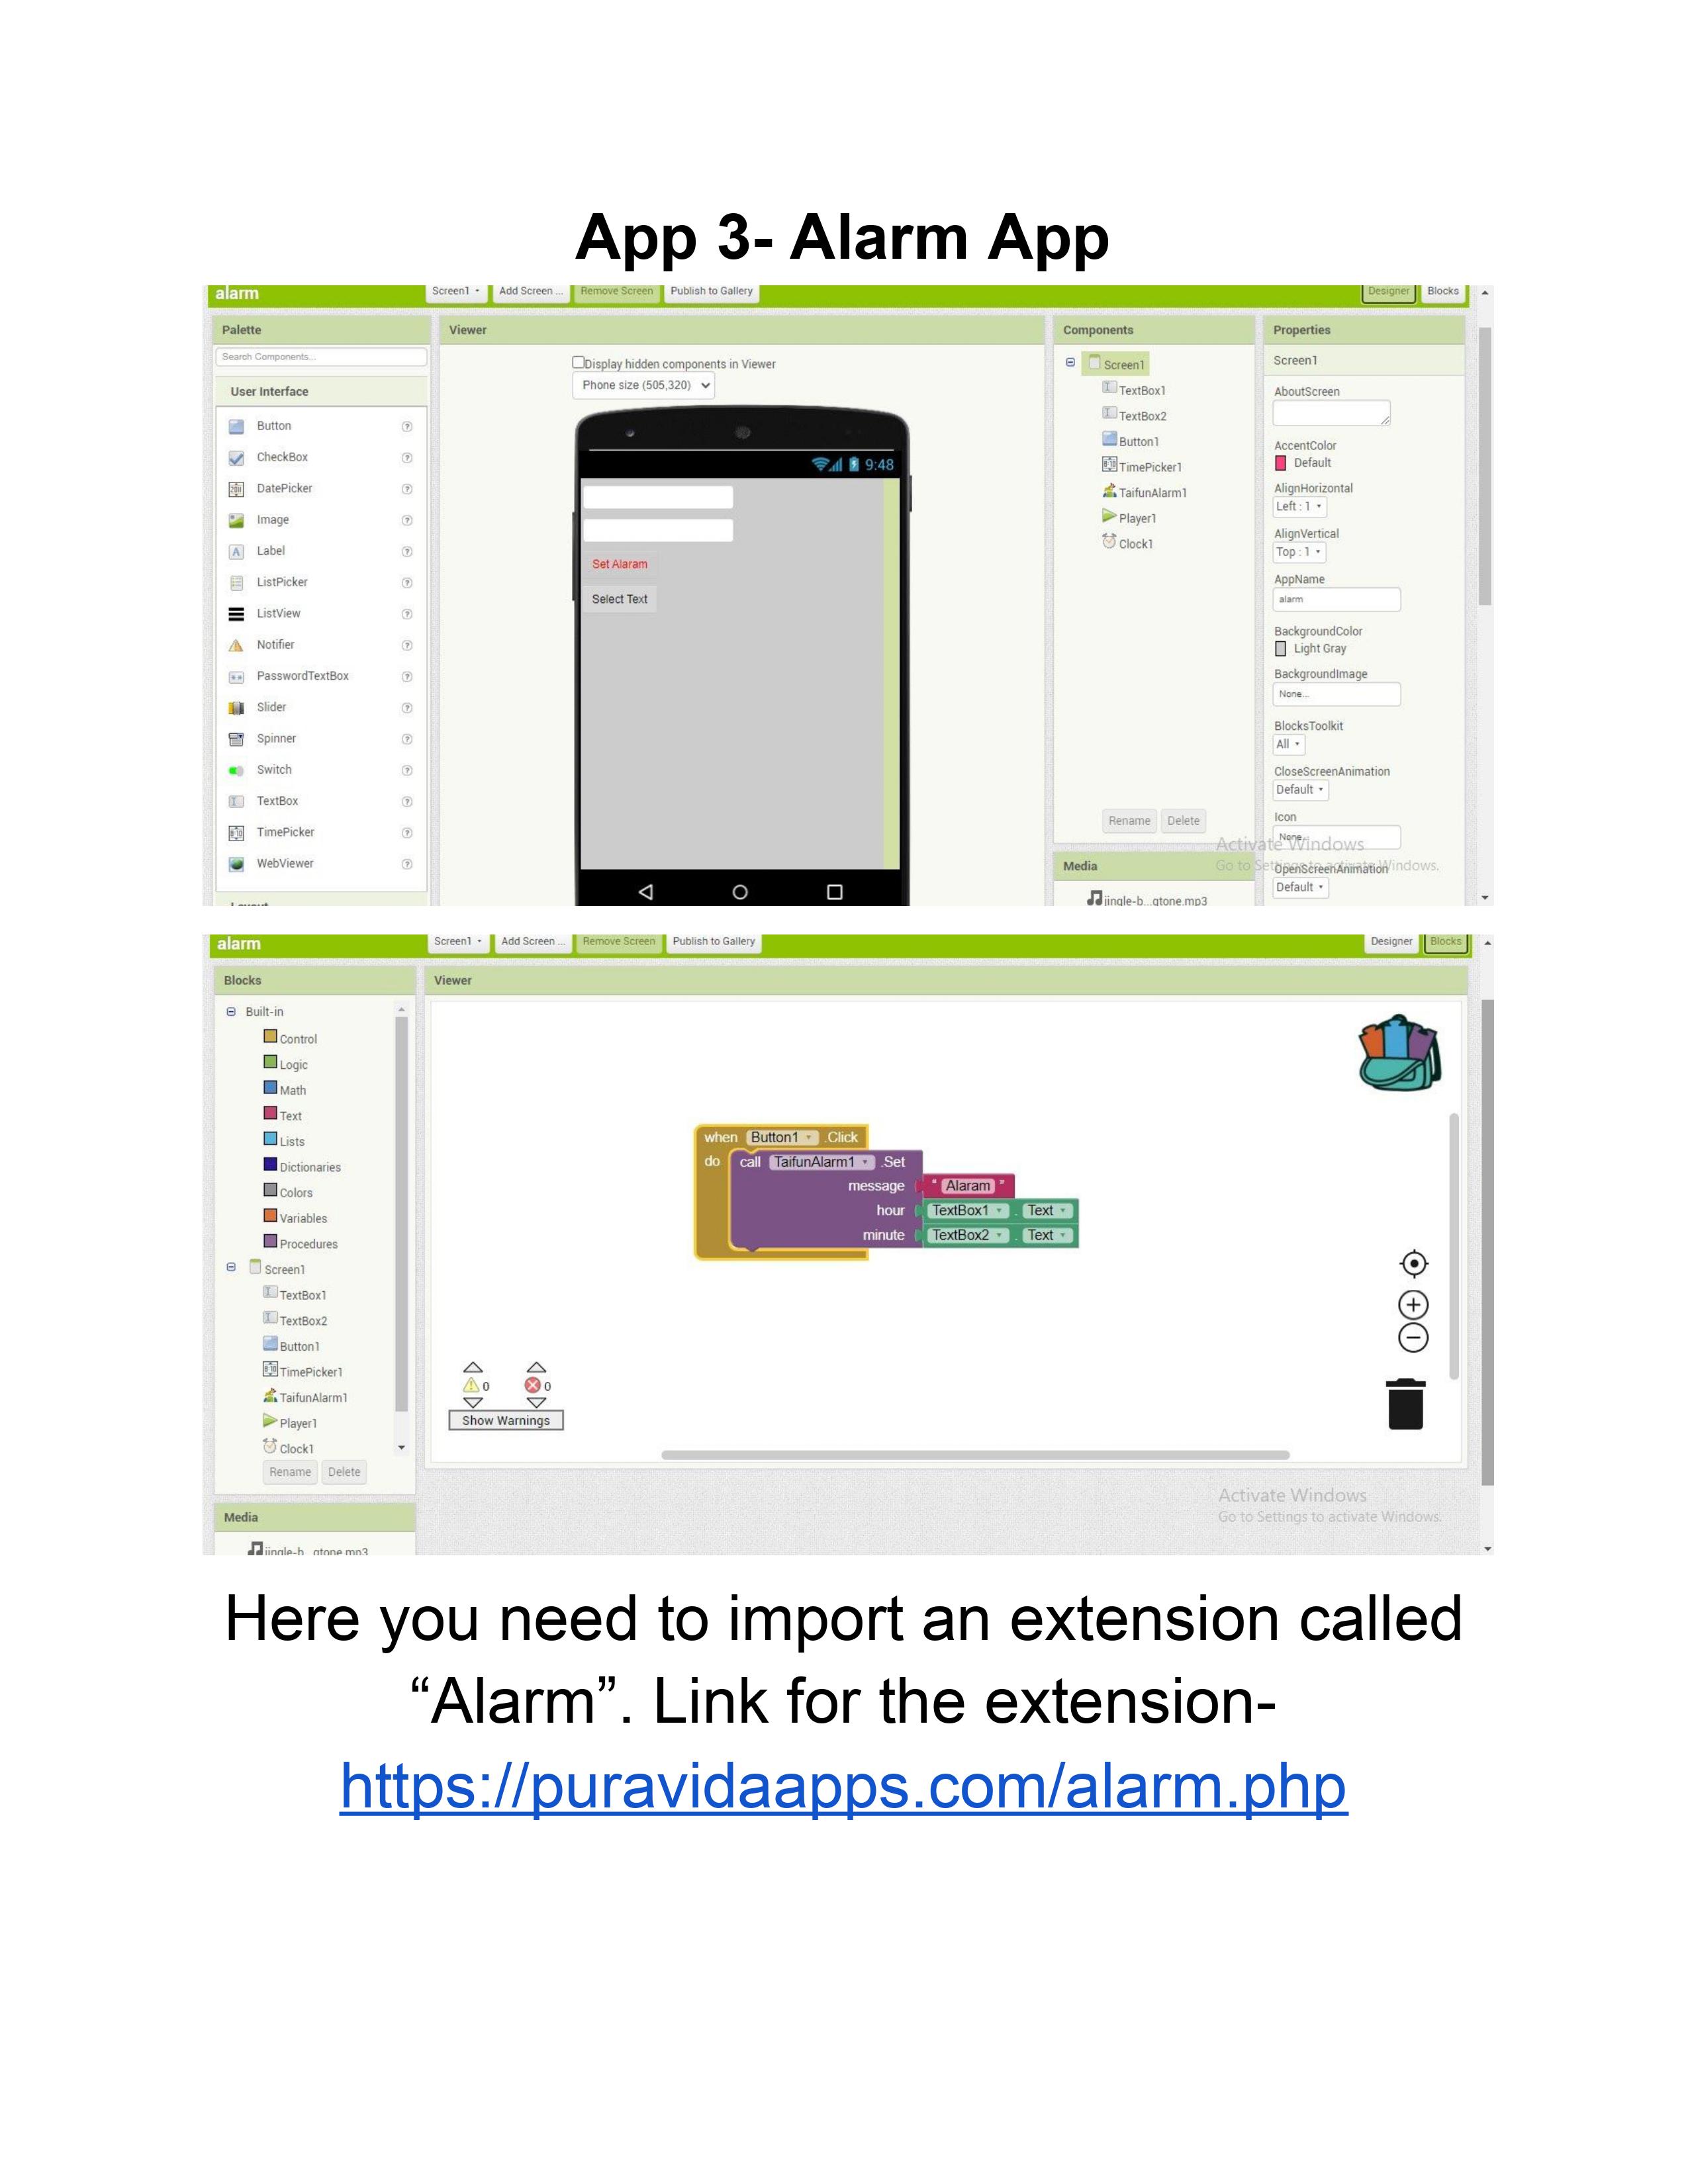 App 3- Alarm App
alarm
Screen1
Add Screen ...
Remove Screen
Publish to Gallery
Designer
Blocks
Palette
Search Components...
User Interface
Button
CheckBox
DatePicker
Image
Label
ListPicker
ListView
Notifier
PasswordTextBox
Slider
Spinner
Switch
TextBox
TimePicker
WebViewer
Viewer
Display hidden components in Viewer
Phone size (505,320)
9:48
Set Alaram
Select Text
Components
Screen1
TextBox1
TextBox2
Button1
TimePicker1
TaifunAlarm1
Player1
Clock1
Rename
Delete
Media
jingle-b...gtone.mp3
Properties
Screen1
AboutScreen
AccentColor
Default
AlignHorizontal
Left : 1
AlignVertical
Top : 1
AppName
alarm
BackgroundColor
Light Gray
BackgroundImage
None...
BlocksToolkit
All
CloseScreenAnimation
Default
Icon
None...
OpenScreenAnimation
Default
Activate Windows
Go to Settings to activate Windows.
alarm
Screen1
Add Screen ...
Remove Screen
Publish to Gallery
Designer
Blocks
Blocks
Built-in
Control
Logic
Math
Text
Lists
Dictionaries
Colors
Variables
Procedures
Screen1
TextBox1
TextBox2
Button1
TimePicker1
TaifunAlarm1
Player1
Clock1
Rename
Delete
Media
jingle-b...gtone.mp3
Viewer
when Button1 .Click
do call TaifunAlarm1 .Set
message " Alaram "
hour TextBox1 . Text
minute TextBox2 . Text
0 0
Show Warnings
Activate Windows
Go to Settings to activate Windows.
Here you need to import an extension called
“Alarm”. Link for the extension-
https://puravidaapps.com/alarm.php